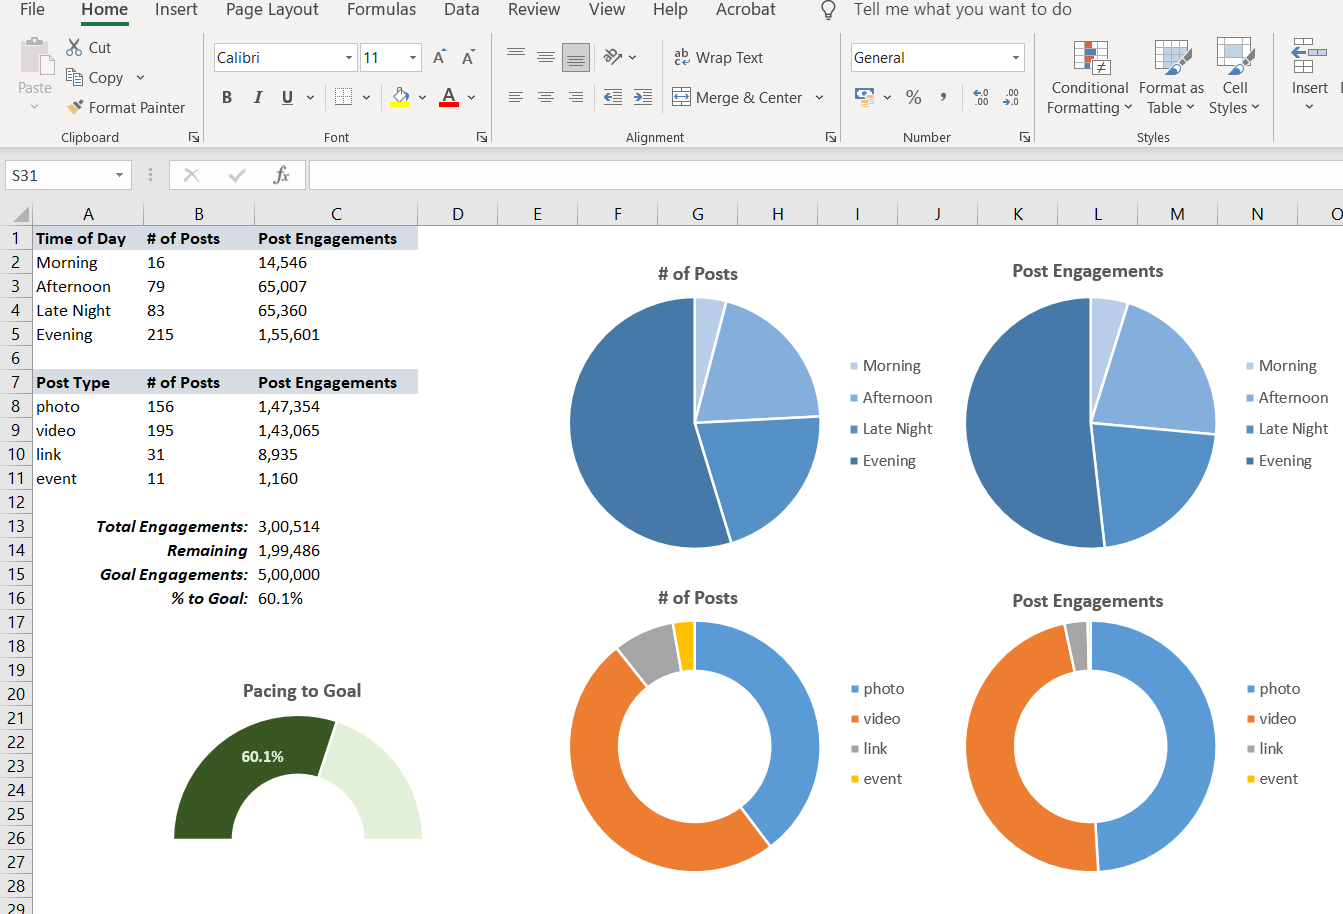 File Home Insert Page Layout Formulas Data Review View Help Acrobat Tell me what you want to do
Paste
Cut
Copy
Format Painter
Clipboard
Calibri 11 A A
B I U A
Font
ab Wrap Text
Merge & Center
Alignment
General
% , .00 .00
Number
Conditional Formatting
Format as Table
Cell Styles
Styles
Insert
S31 fx
A B C D E F G H I J K L M N O
1 Time of Day # of Posts Post Engagements
2 Morning 16 14,546
3 Afternoon 79 65,007
4 Late Night 83 65,360
5 Evening 215 1,55,601
6
7 Post Type # of Posts Post Engagements
8 photo 156 1,47,354
9 video 195 1,43,065
10 link 31 8,935
11 event 11 1,160
12
13 Total Engagements: 3,00,514
14 Remaining 1,99,486
15 Goal Engagements: 5,00,000
16 % to Goal: 60.1%
17
18
19
20
21
22
23
24
25
26
27
28
29
# of Posts
Morning
Afternoon
Late Night
Evening
Post Engagements
Morning
Afternoon
Late Night
Evening
Pacing to Goal
60.1%
# of Posts
photo
video
link
event
Post Engagements
photo
video
link
event